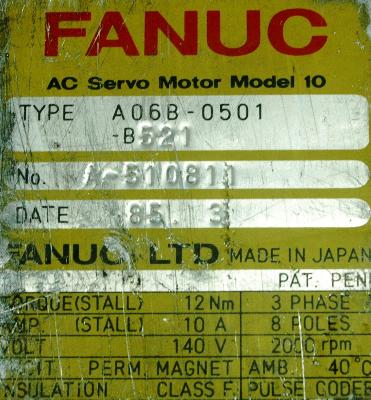 FANUC
AC Servo Motor Model 10
TYPE A06B-0501
-B521
No. A-510811
DATE 85. 3
FANUC LTD MADE IN JAPAN
PAT. PEN
TORQUE(STALL) 12 Nm 3 PHASE
AMP. (STALL) 10 A 8 POLES
VOLT 140 V 2000 rpm
PERM. MAGNET AMB. 40°C
INSULATION CLASS F. PULSE CODE